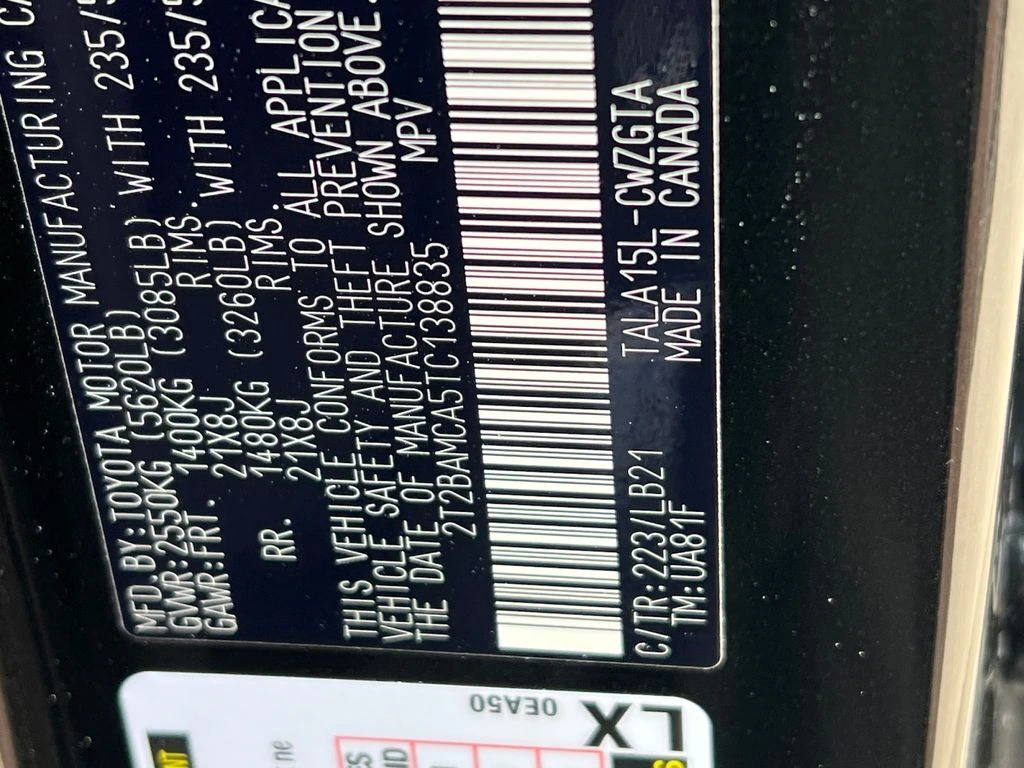 MFD.BY:TOYOTA MOTOR MANUFACTURING
GVWR:2550KG (5620LB)
GAWR:FRT. 1400KG (3085LB) WITH 235/
21X8J RIMS.
RR. 1480KG (3260LB) WITH 235/
21X8J RIMS.
THIS VEHICLE CONFORMS TO ALL
VEHICLE SAFETY AND THEFT PREVENTION
THE DATE OF MANUFACTURE SHOWN ABOVE.
2T2BAMCA5TC138835 MPV
C/TR:223/LB21 TALA15L-CWZGTA
TM:UA81F MADE IN CANADA
0EA50
LX